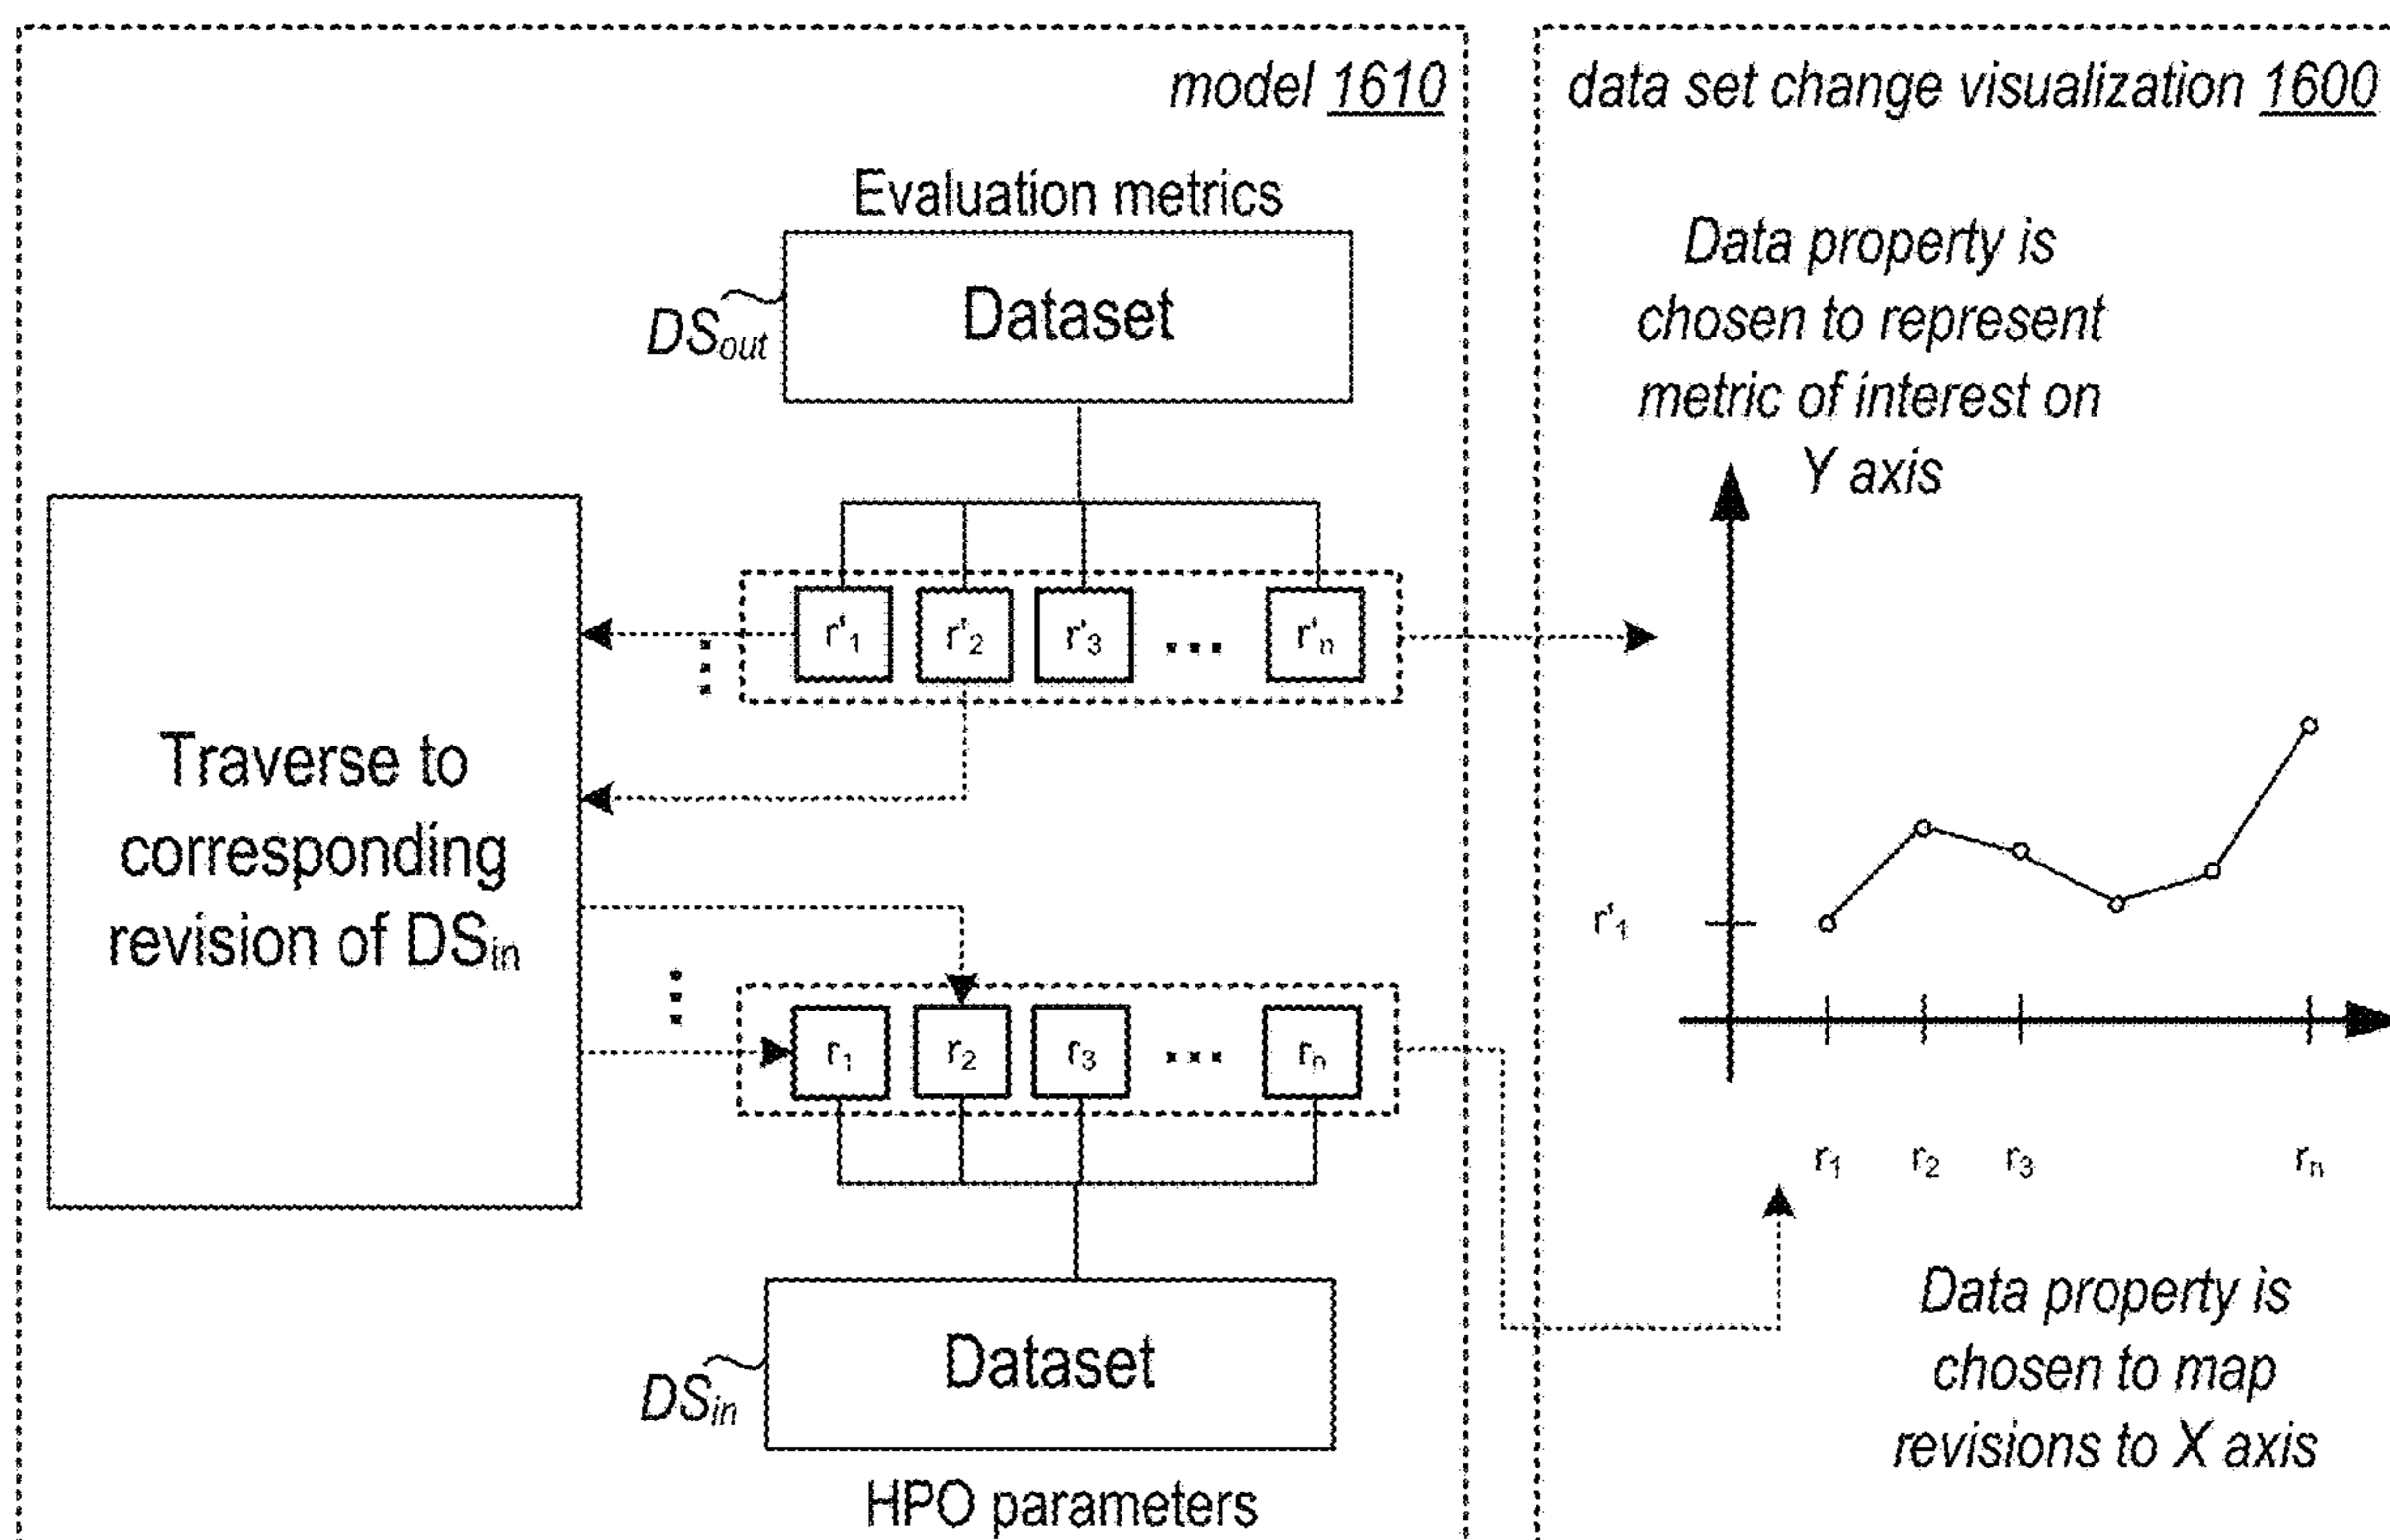 model 1610
Evaluation metrics
Dataset
DSout
r'1 r'2 r'3 ... r'n
Traverse to
corresponding
revision of DSin
r1 r2 r3 ... rn
Dataset
DSin
HPO parameters
data set change visualization 1600
Data property is
chosen to represent
metric of interest on
Y axis
r'1
r1 r2 r3 rn
Data property is
chosen to map
revisions to X axis